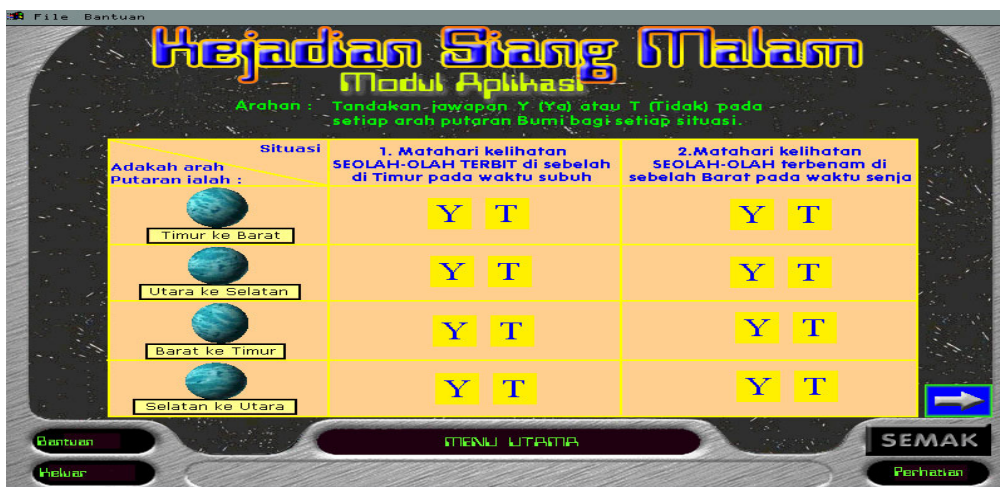 File Bantuan
Kejadian Siang Malam
Modul Aplikasi
Arahan : Tandakan jawapan Y (Ya) atau T (Tidak) pada
setiap arah putaran Bumi bagi setiap situasi.
Situasi
Adakah arah
Putaran ialah :
1. Matahari kelihatan
SEOLAH-OLAH TERBIT di sebelah
di Timur pada waktu subuh
2.Matahari kelihatan
SEOLAH-OLAH terbenam di
sebelah Barat pada waktu senja
Y T Y T
Timur ke Barat
Y T Y T
Utara ke Selatan
Y T Y T
Barat ke Timur
Y T Y T
Selatan ke Utara
Bantuan
MENU UTAMA
SEMAK
Keluar
Perhatian